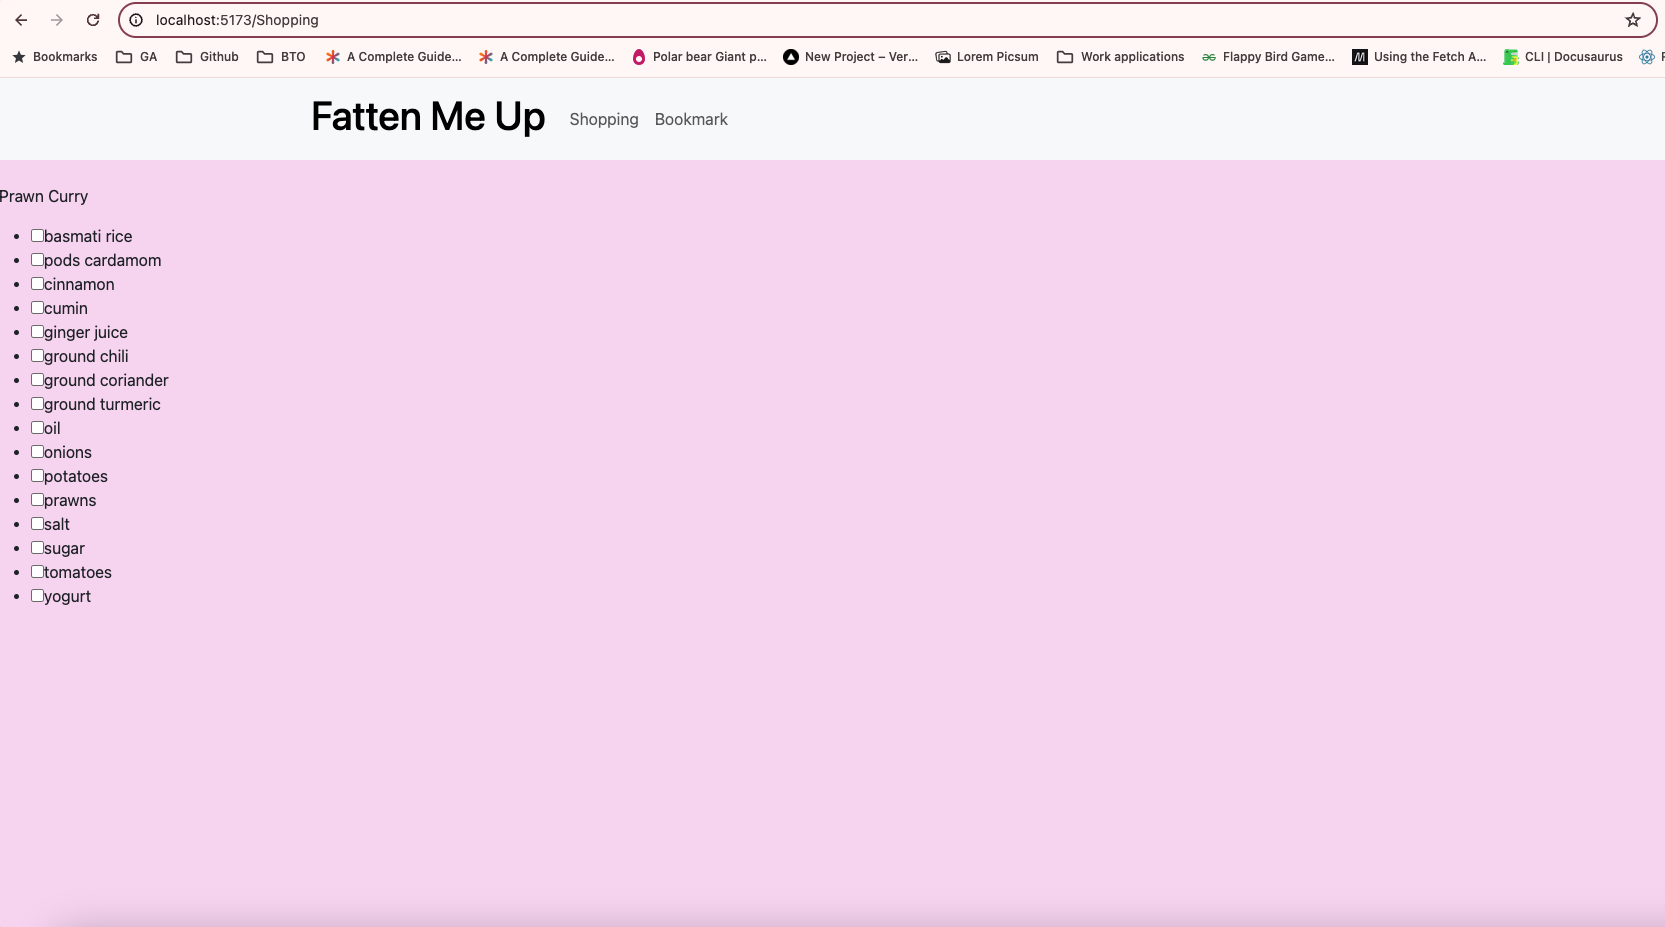 localhost:5173/Shopping
Bookmarks GA Github BTO A Complete Guide... A Complete Guide... Polar bear Giant p... New Project – Ver... Lorem Picsum Work applications Flappy Bird Game... Using the Fetch A... CLI | Docusaurus
Fatten Me Up Shopping Bookmark
Prawn Curry
basmati rice
pods cardamom
cinnamon
cumin
ginger juice
ground chili
ground coriander
ground turmeric
oil
onions
potatoes
prawns
salt
sugar
tomatoes
yogurt